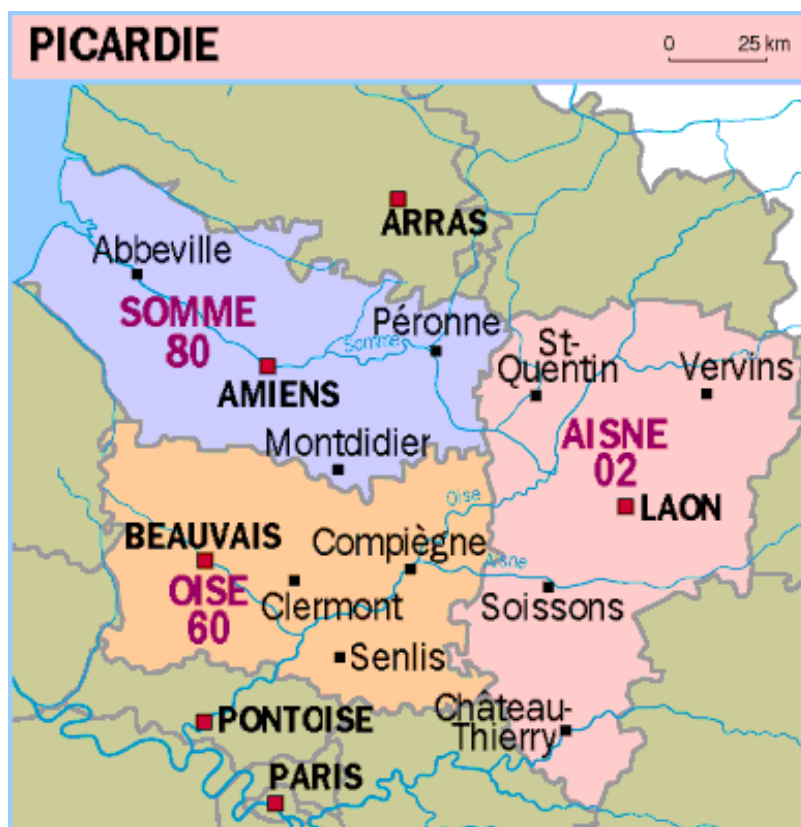 PICARDIE
0 25 km
ARRAS
Abbeville
SOMME
80
Péronne
Somme
St-
Quentin
Vervins
AMIENS
Montdidier
AISNE
02
Oise
LAON
BEAUVAIS
Compiègne
Aisne
OISE
60
Clermont
Soissons
Senlis
Château-
Thierry
PONTOISE
PARIS